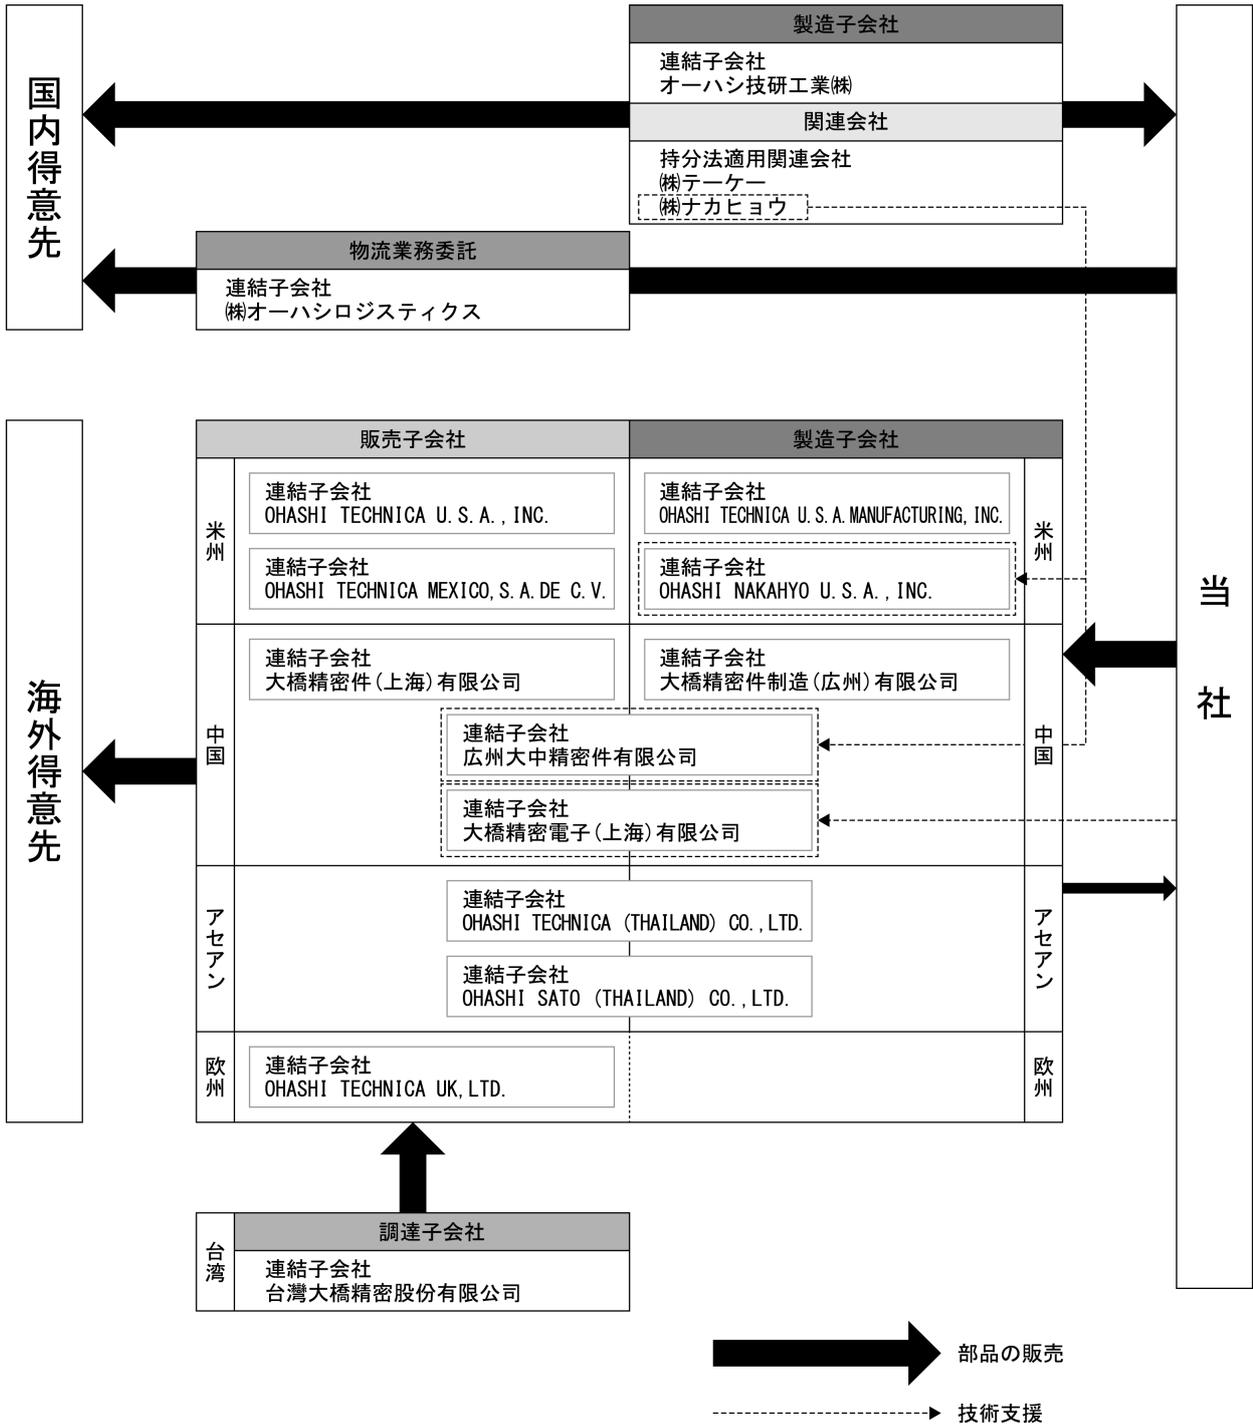 国内得意先
製造子会社
連結子会社
オーハシ技研工業㈱
関連会社
持分法適用関連会社
㈱テーケー
㈱ナカヒョウ
物流業務委託
連結子会社
㈱オーハシロジスティクス
当社
海外得意先
販売子会社
製造子会社
米州
連結子会社
OHASHI TECHNICA U.S.A.,INC.
連結子会社
OHASHI TECHNICA U.S.A.MANUFACTURING,INC.
米州
連結子会社
OHASHI TECHNICA MEXICO,S.A.DE C.V.
連結子会社
OHASHI NAKAHYO U.S.A.,INC.
中国
連結子会社
大橋精密件(上海)有限公司
連結子会社
大橋精密件制造(広州)有限公司
中国
連結子会社
広州大中精密件有限公司
連結子会社
大橋精密電子(上海)有限公司
アセアン
連結子会社
OHASHI TECHNICA (THAILAND) CO.,LTD.
アセアン
連結子会社
OHASHI SATO (THAILAND) CO.,LTD.
欧州
連結子会社
OHASHI TECHNICA UK,LTD.
欧州
台湾
調達子会社
連結子会社
台灣大橋精密股份有限公司
部品の販売
技術支援